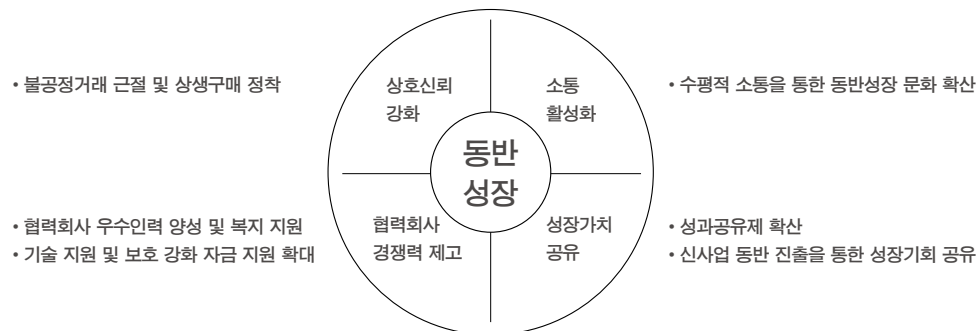 • 불공정거래 근절 및 상생구매 정착
상호신뢰
강화
소통
활성화
• 수평적 소통을 통한 동반성장 문화 확산
동반
성장
• 협력회사 우수인력 양성 및 복지 지원
• 기술 지원 및 보호 강화 자금 지원 확대
협력회사
경쟁력 제고
성장가치
공유
• 성과공유제 확산
• 신사업 동반 진출을 통한 성장기회 공유